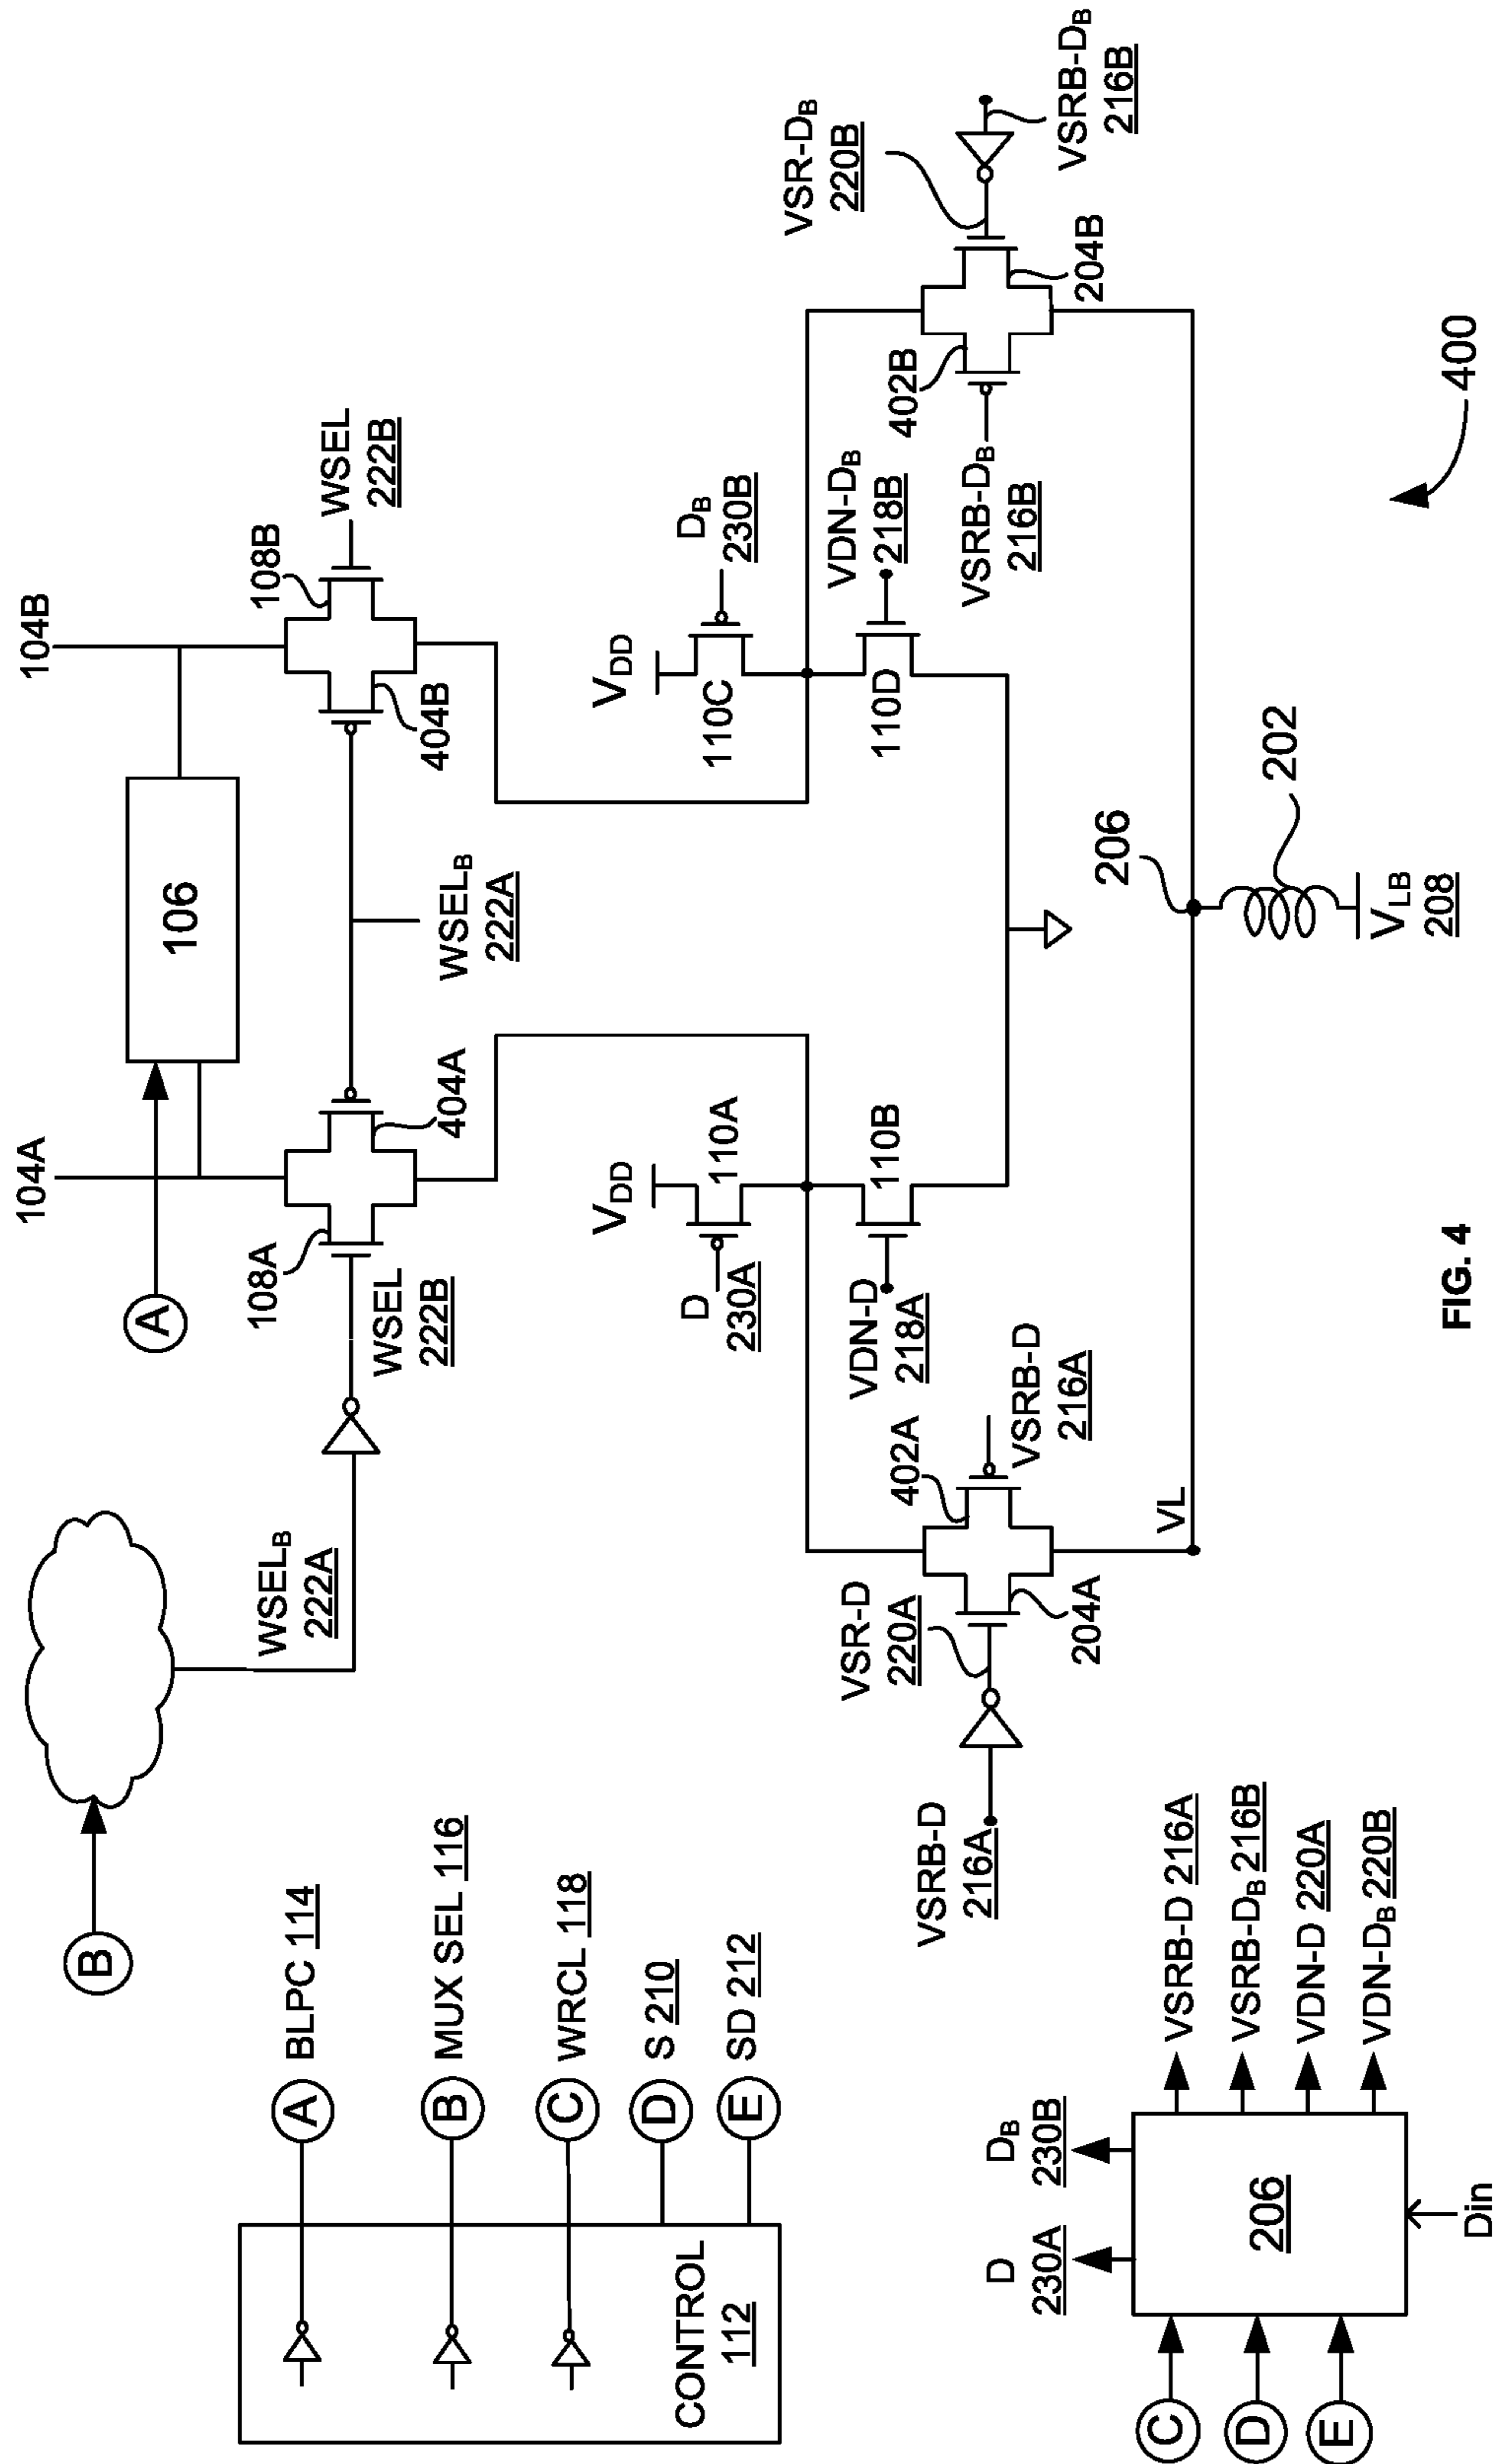 104A
104B
A
106
B
WSELB
222A
108A
404A
404B
108B
WSEL
222B
WSELB
222A
WSEL
222B
CONTROL
112
A
BLPC 114
B
MUX SEL 116
C
WRCL 118
D
S 210
E
SD 212
VDD
110A
D
230A
VDD
110C
DB
230B
VDN-D
218A
110B
110D
VDN-DB
218B
VSRB-D
216A
VSR-D
220A
204A
402A
VSRB-D
216A
VSRB-DB
216B
402B
204B
VSR-DB
220B
VSRB-DB
216B
VL
206
202
VLB
208
C
D
E
D
230A
DB
230B
206
Din
VSRB-D 216A
VSRB-DB 216B
VDN-D 220A
VDN-DB 220B
400
FIG. 4